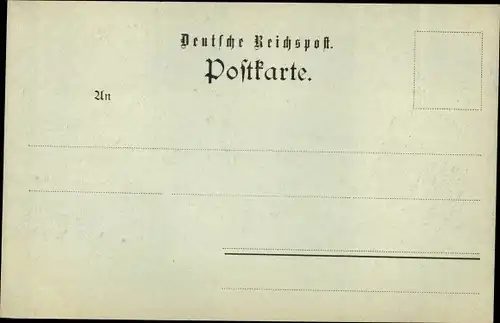 Deutsche Reichspost.
Postkarte.
An